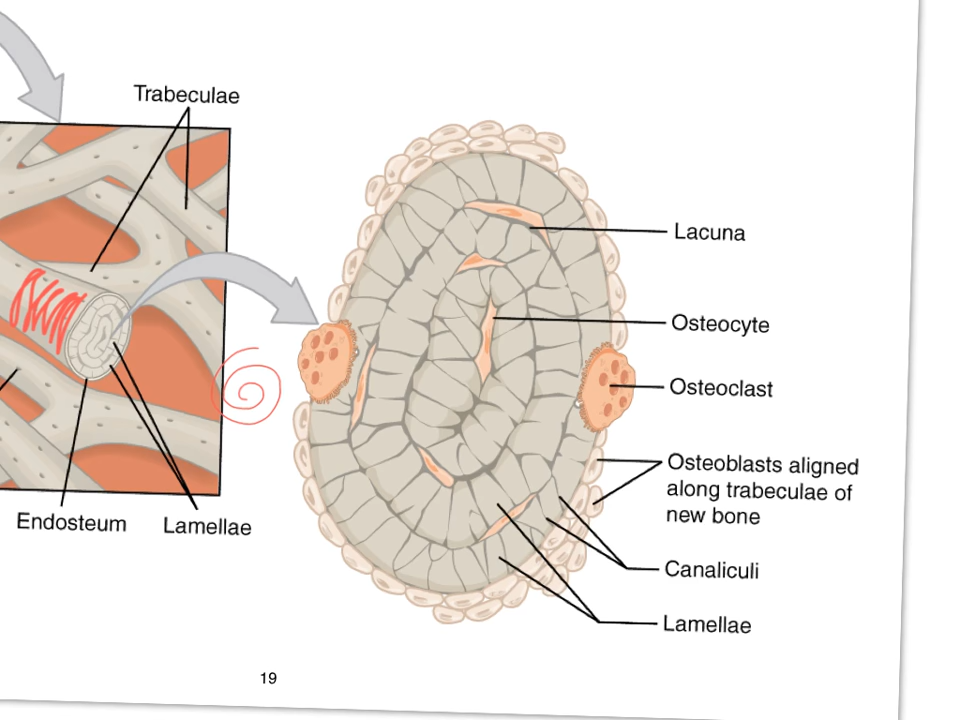 Trabeculae
Lacuna
Osteocyte
Osteoclast
Osteoblasts aligned
along trabeculae of
new bone
Canaliculi
Lamellae
Endosteum
Lamellae
19